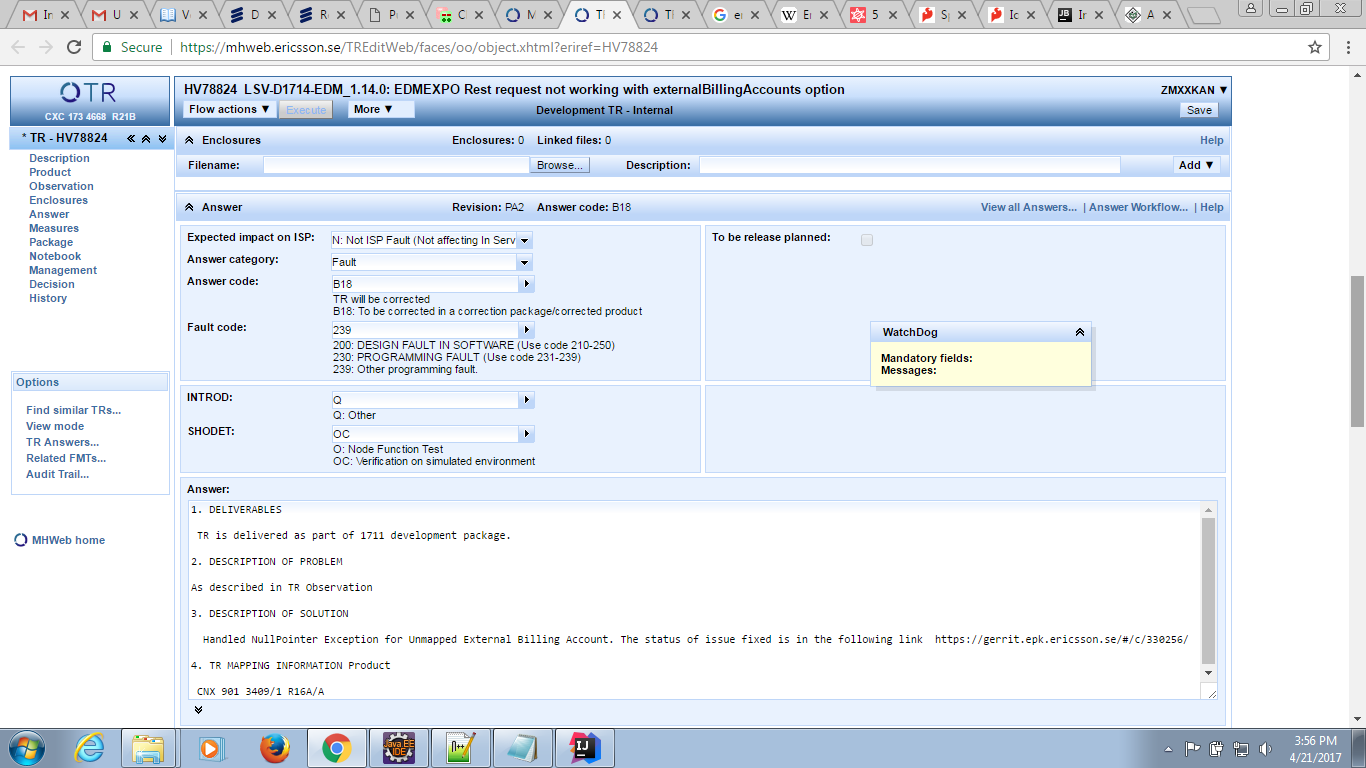 In
U
Ve
D
Re
Po
C
M
TI
TI
er
Er
5
Sp
Ic
In
A
Secure
https://mhweb.ericsson.se/TREditWeb/faces/oo/object.xhtml?eriref=HV78824
TR
CXC 173 4668 R21B
* TR - HV78824
Description
Product
Observation
Enclosures
Answer
Measures
Package
Notebook
Management
Decision
History
Options
Find similar TRs...
View mode
TR Answers...
Related FMTs...
Audit Trail...
MHWeb home
HV78824 LSV-D1714-EDM_1.14.0: EDMEXPO Rest request not working with externalBillingAccounts option
ZMXXKAN ▼
Flow actions ▼
Execute
More ▼
Development TR - Internal
Save
Enclosures
Enclosures: 0 Linked files: 0
Help
Filename:
Browse...
Description:
Add ▼
Answer
Revision: PA2 Answer code: B18
View all Answers... | Answer Workflow... | Help
Expected impact on ISP:
N: Not ISP Fault (Not affecting In Serv
To be release planned:
Answer category:
Fault
Answer code:
B18
TR will be corrected
B18: To be corrected in a correction package/corrected product
Fault code:
239
200: DESIGN FAULT IN SOFTWARE (Use code 210-250)
230: PROGRAMMING FAULT (Use code 231-239)
239: Other programming fault.
WatchDog
Mandatory fields:
Messages:
INTROD:
Q
Q: Other
SHODET:
OC
O: Node Function Test
OC: Verification on simulated environment
Answer:
1. DELIVERABLES
TR is delivered as part of 1711 development package.
2. DESCRIPTION OF PROBLEM
As described in TR Observation
3. DESCRIPTION OF SOLUTION
Handled NullPointer Exception for Unmapped External Billing Account. The status of issue fixed is in the following link https://gerrit.epk.ericsson.se/#/c/330256/
4. TR MAPPING INFORMATION Product
CNX 901 3409/1 R16A/A
Java EE
IDE
IJ
3:56 PM
4/21/2017